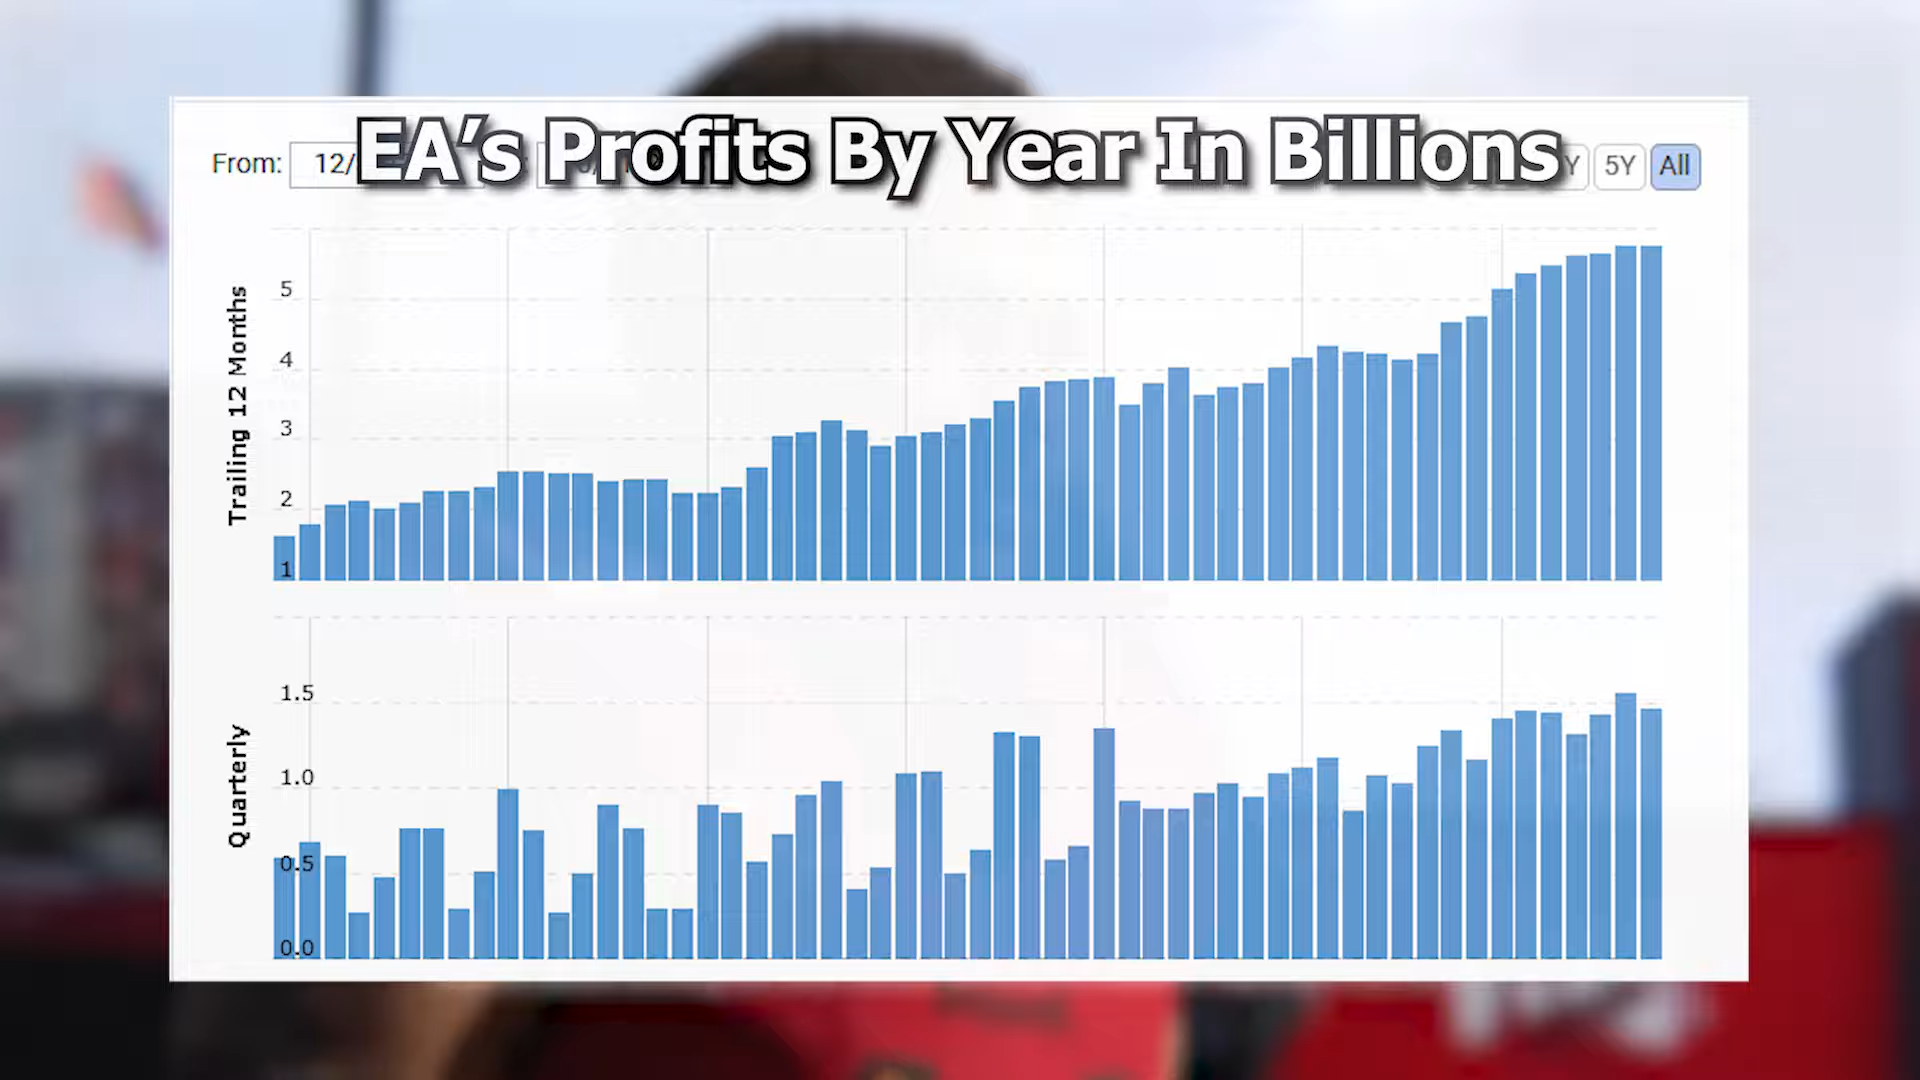 EA's Profits By Year In Billions
From: 12/
Y 5Y All
Trailing 12 Months
5
4
3
2
1
Quarterly
1.5
1.0
0.5
0.0